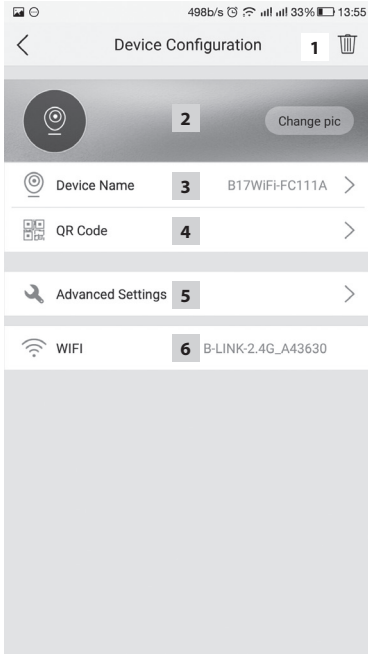 498b/s 33% 13:55
Device Configuration 1
2 Change pic
Device Name 3 B17WiFi-FC111A
QR Code 4
Advanced Settings 5
WIFI 6 B-LINK-2.4G_A43630